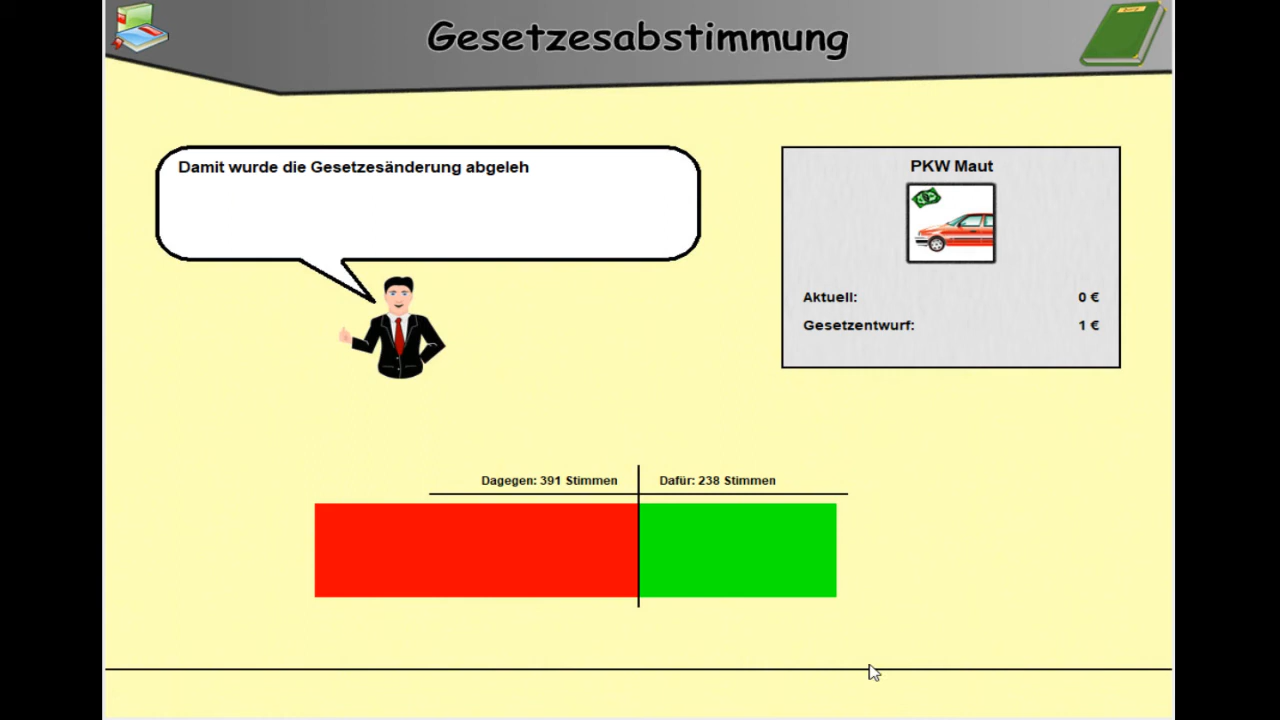 Gesetzesabstimmung
Damit wurde die Gesetzesänderung abgeleh
PKW Maut
Aktuell: 0 €
Gesetzentwurf: 1 €
Dagegen: 391 Stimmen
Dafür: 238 Stimmen